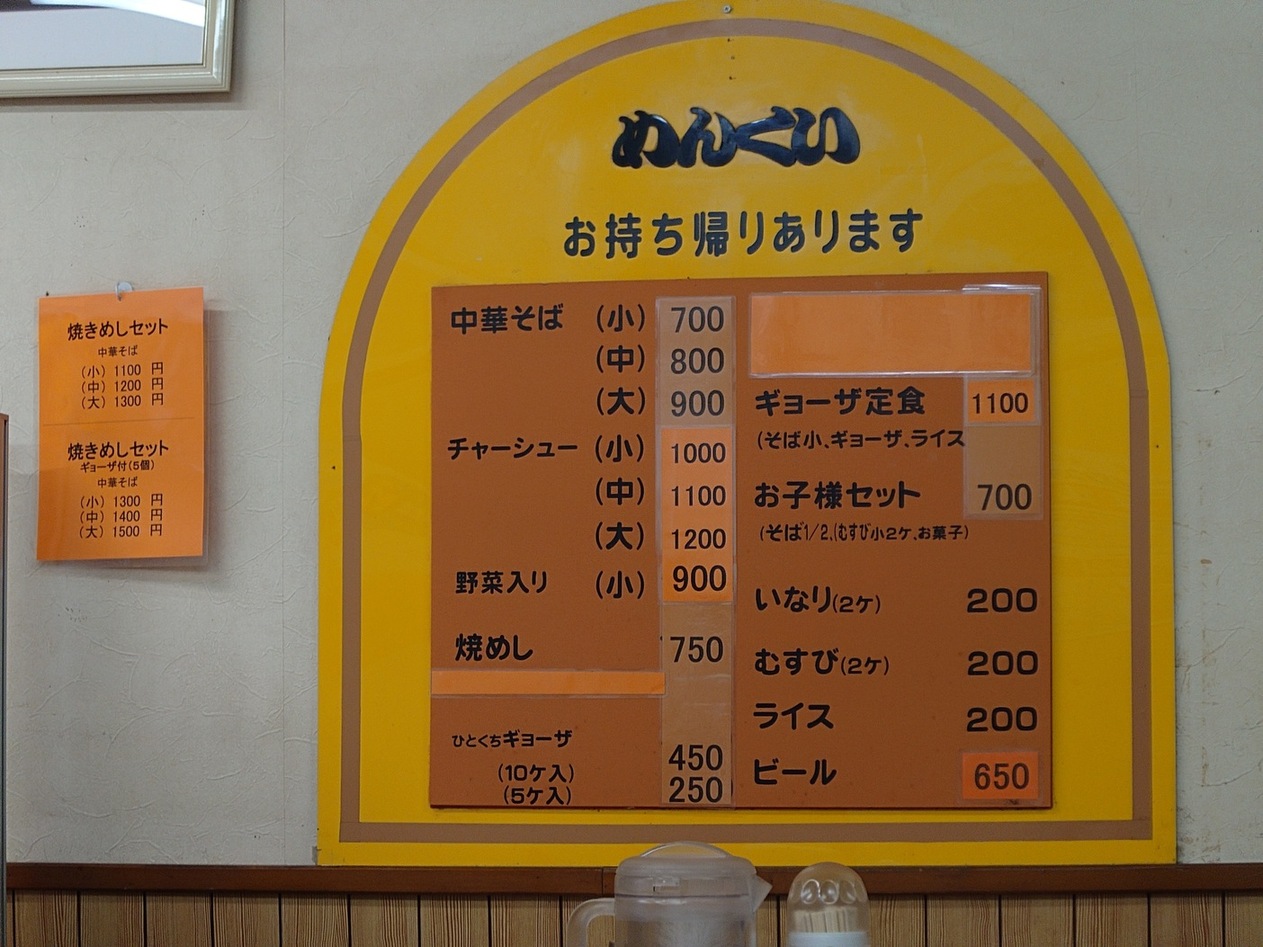 めんくい
お持ち帰りあります
焼きめしセット
中華そば
(小) 1100 円
(中) 1200 円
(大) 1300 円
焼きめしセット
ギョーザ付(5個)
中華そば
(小) 1300 円
(中) 1400 円
(大) 1500 円
中華そば (小) 700
(中) 800
(大) 900
チャーシュー (小) 1000
(中) 1100
(大) 1200
野菜入り (小) 900
焼めし 750
ひとくちギョーザ
(10ケ入) 450
(5ケ入) 250
ギョーザ定食 1100
(そば小、ギョーザ、ライス
お子様セット 700
(そば1/2、(むすび小2ケ、お菓子)
いなり(2ケ) 200
むすび(2ケ) 200
ライス 200
ビール 650